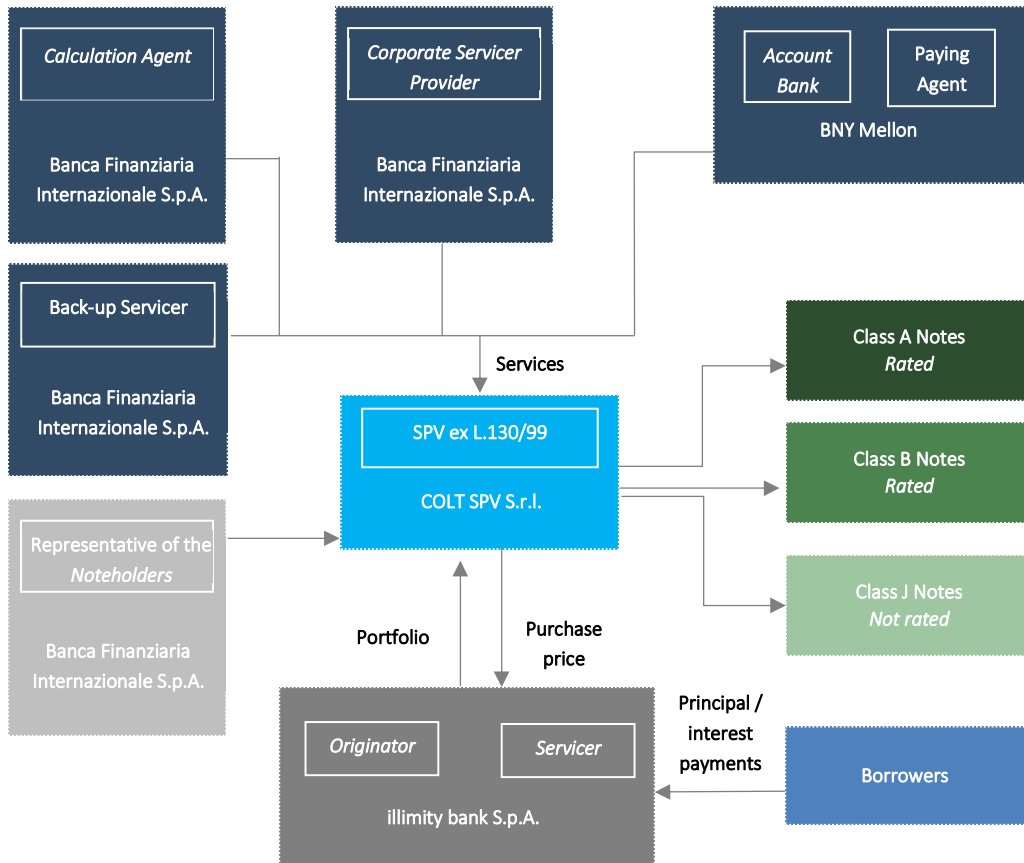 Calculation Agent
Banca Finanziaria
Internazionale S.p.A.
Corporate Servicer
Provider
Banca Finanziaria
Internazionale S.p.A.
Account
Bank
Paying
Agent
BNY Mellon
Back-up Servicer
Banca Finanziaria
Internazionale S.p.A.
Services
SPV ex L.130/99
COLT SPV S.r.l.
Class A Notes
Rated
Class B Notes
Rated
Class J Notes
Not rated
Representative of the
Noteholders
Banca Finanziaria
Internazionale S.p.A.
Portfolio
Purchase
price
Originator
Servicer
illimity bank S.p.A.
Principal /
interest
payments
Borrowers